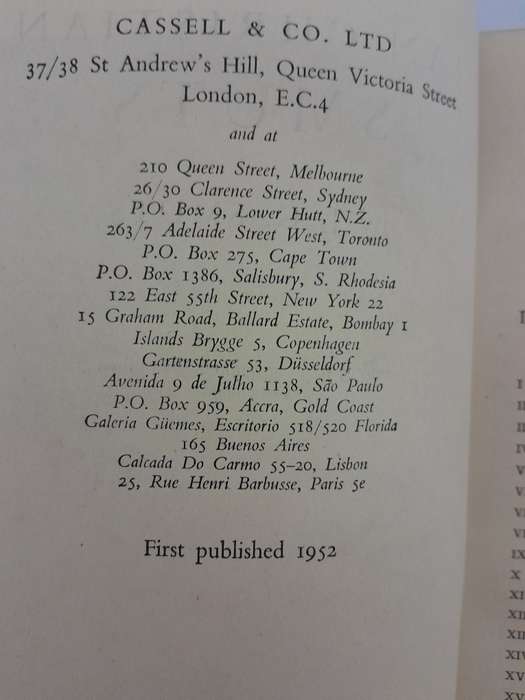 CASSELL & CO. LTD
37/38 St Andrew's Hill, Queen Victoria Street
London, E.C.4
and at
210 Queen Street, Melbourne
26/30 Clarence Street, Sydney
P.O. Box 9, Lower Hutt, N.Z.
263/7 Adelaide Street West, Toronto
P.O. Box 275, Cape Town
P.O. Box 1386, Salisbury, S. Rhodesia
122 East 55th Street, New York 22
15 Graham Road, Ballard Estate, Bombay 1
Islands Brygge 5, Copenhagen
Gartenstrasse 53, Düsseldorf
Avenida 9 de Julho 1138, São Paulo
P.O. Box 959, Accra, Gold Coast
Galeria Güemes, Escritorio 518/520 Florida
165 Buenos Aires
Calcada Do Carmo 55-20, Lisbon
25, Rue Henri Barbusse, Paris 5e
First published 1952